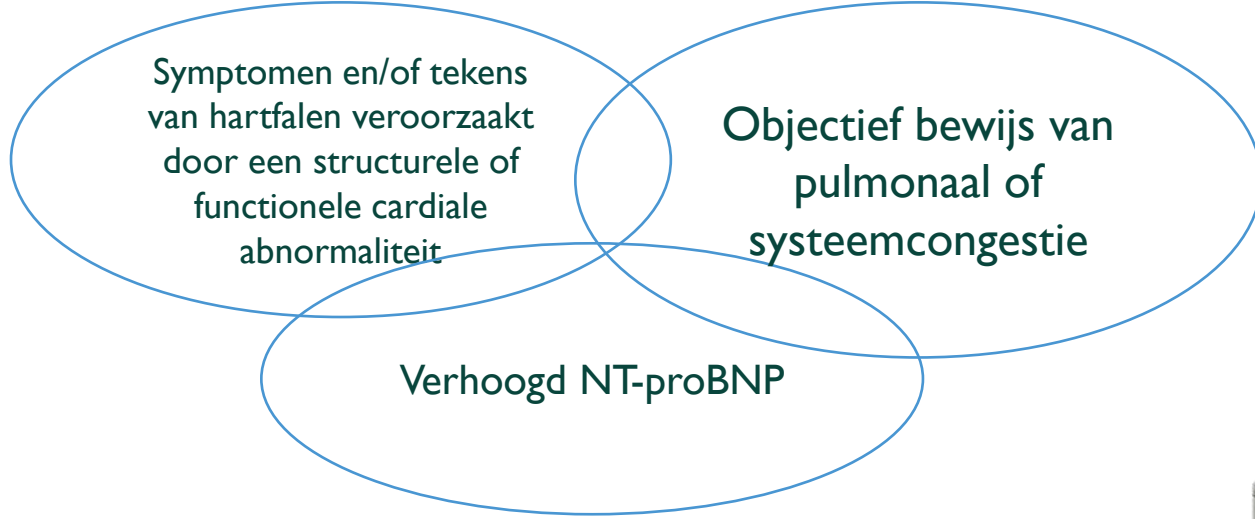 Symptomen en/of tekens
van hartfalen veroorzaakt
door een structurele of
functionele cardiale
abnormaliteit
Objectief bewijs van
pulmonaal of
systeemcongestie
Verhoogd NT-proBNP